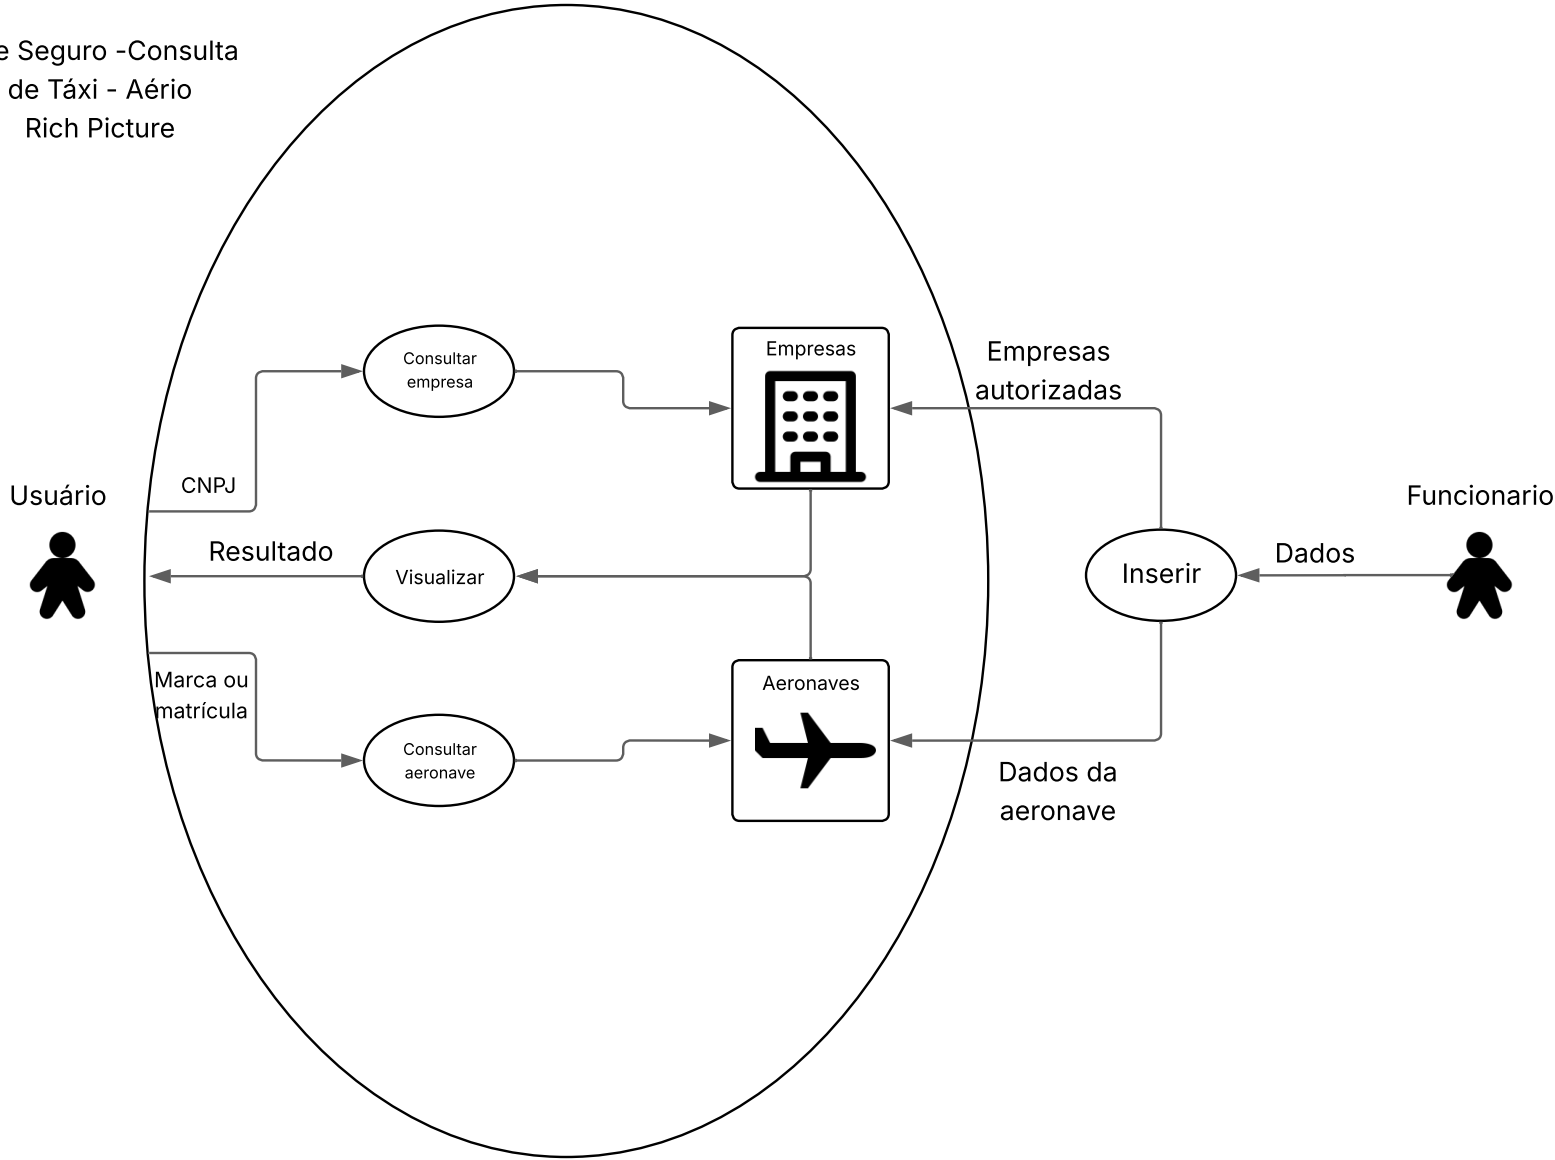 e Seguro -Consulta
de Táxi - Aério
Rich Picture
Consultar
empresa
Empresas
Empresas
autorizadas
CNPJ
Usuário
Funcionario
Resultado
Visualizar
Inserir
Dados
Marca ou
matrícula
Aeronaves
Consultar
aeronave
Dados da
aeronave